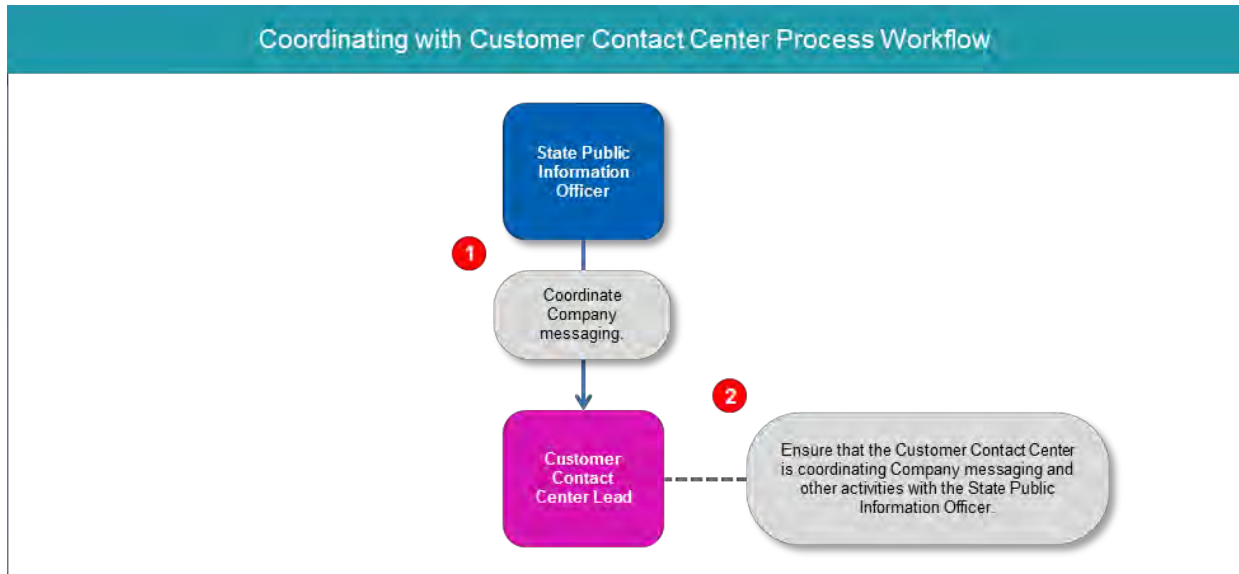 Coordinating with Customer Contact Center Process Workflow
State Public
Information
Officer
1
Coordinate
Company
messaging.
2
Customer
Contact
Center Lead
Ensure that the Customer Contact Center
is coordinating Company messaging and
other activities with the State Public
Information Officer.